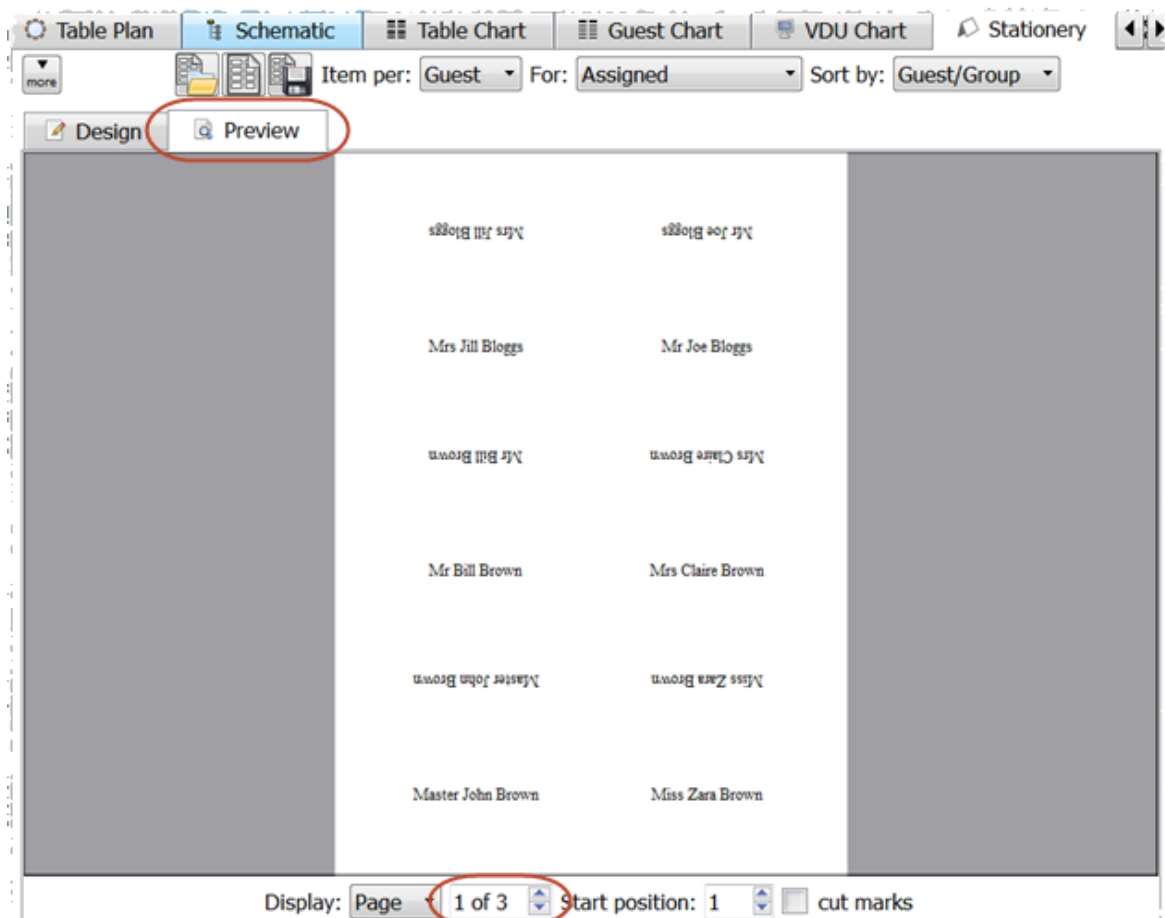 Table Plan Schematic Table Chart Guest Chart VDU Chart Stationery
more Item per: Guest For: Assigned Sort by: Guest/Group
Design Preview
Mrs Jill Bloggs Mr Joe Bloggs
Mrs Jill Bloggs Mr Joe Bloggs
Mr Bill Brown Mrs Claire Brown
Mr Bill Brown Mrs Claire Brown
Master John Brown Miss Zara Brown
Master John Brown Miss Zara Brown
Display: Page 1 of 3 Start position: 1 cut marks